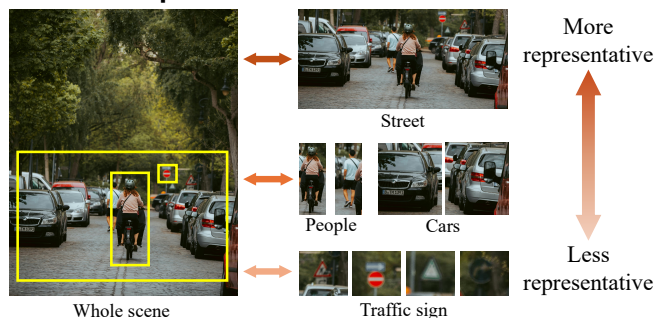 Whole scene
Street
People
Cars
Traffic sign
More
representative
Less
representative